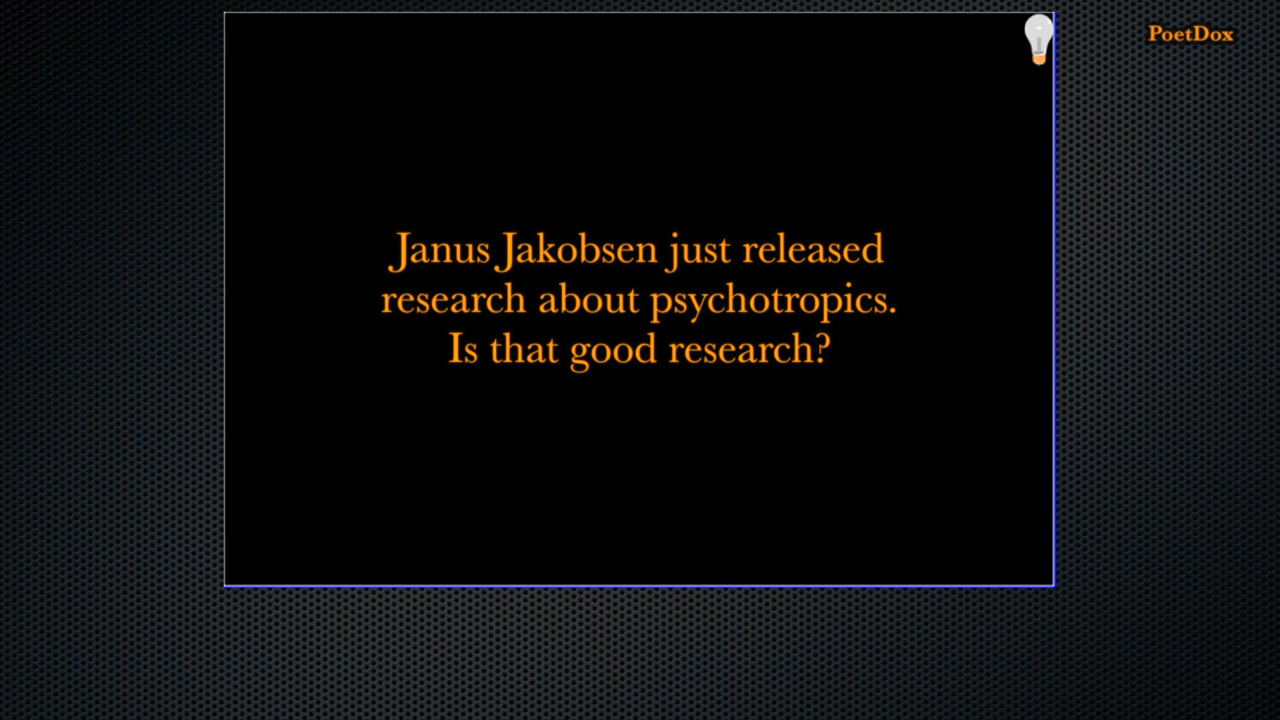 PoetDox
Janus Jakobsen just released
research about psychotropics.
Is that good research?